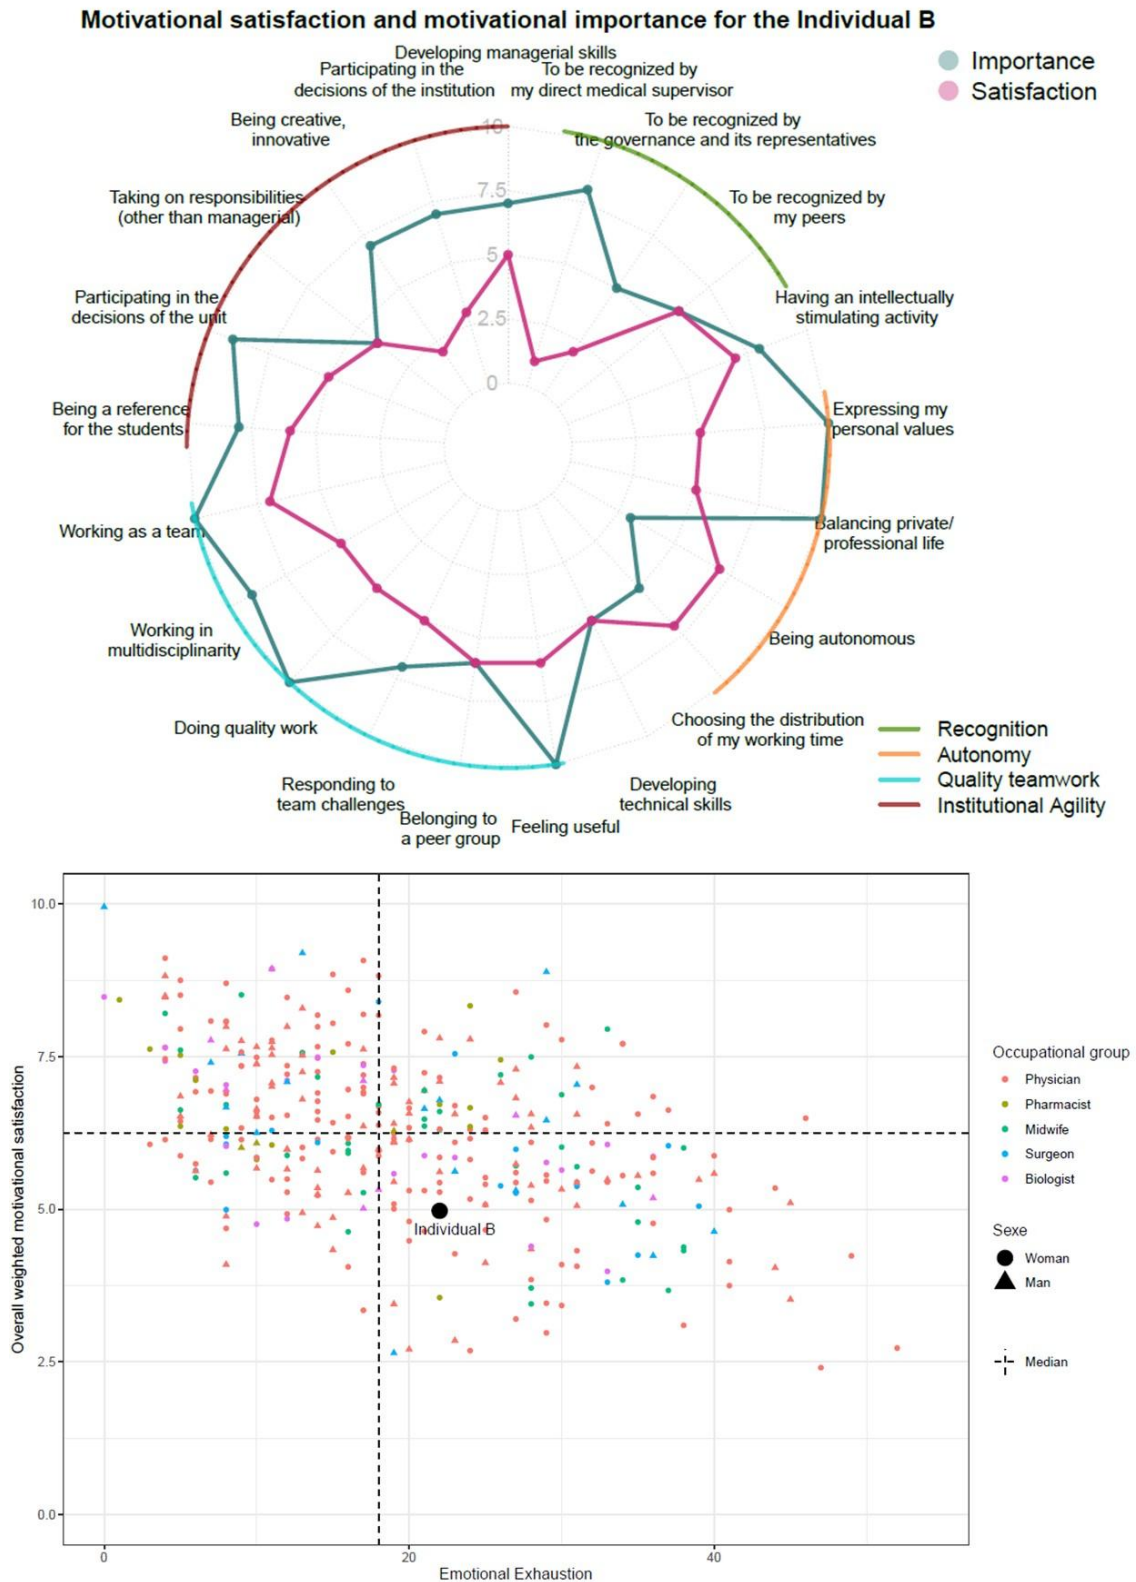 Motivational satisfaction and motivational importance for the Individual B
Importance
Satisfaction
Developing managerial skills
To be recognized by
my direct medical supervisor
To be recognized by
the governance and its representatives
To be recognized by
my peers
Having an intellectually
stimulating activity
Expressing my
personal values
Balancing private/
professional life
Being autonomous
Choosing the distribution
of my working time
Developing
technical skills
Feeling useful
Belonging to
a peer group
Responding to
team challenges
Doing quality work
Working in
multidisciplinarity
Working as a team
Being a reference
for the students
Participating in the
decisions of the unit
Taking on responsibilities
(other than managerial)
Being creative,
innovative
Participating in the
decisions of the institution
10
7.5
5
2.5
0
Recognition
Autonomy
Quality teamwork
Institutional Agility
Overall weighted motivational satisfaction
10.0
7.5
5.0
2.5
0.0
Individual B
0
20
40
Emotional Exhaustion
Occupational group
Physician
Pharmacist
Midwife
Surgeon
Biologist
Sexe
Woman
Man
Median